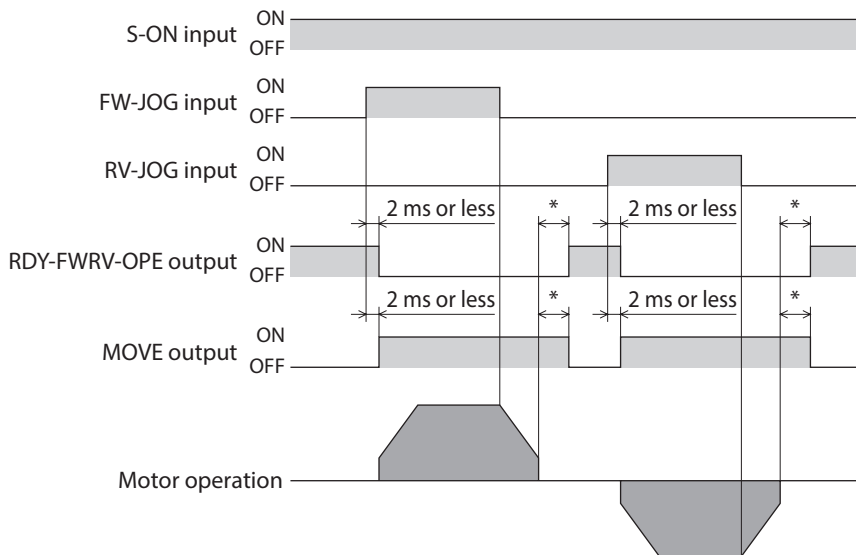 ON
S-ON input
OFF
ON
FW-JOG input
OFF
ON
RV-JOG input
OFF
2 ms or less * 2 ms or less *
ON
RDY-FWRV-OPE output
OFF
2 ms or less * 2 ms or less *
ON
MOVE output
OFF
Motor operation